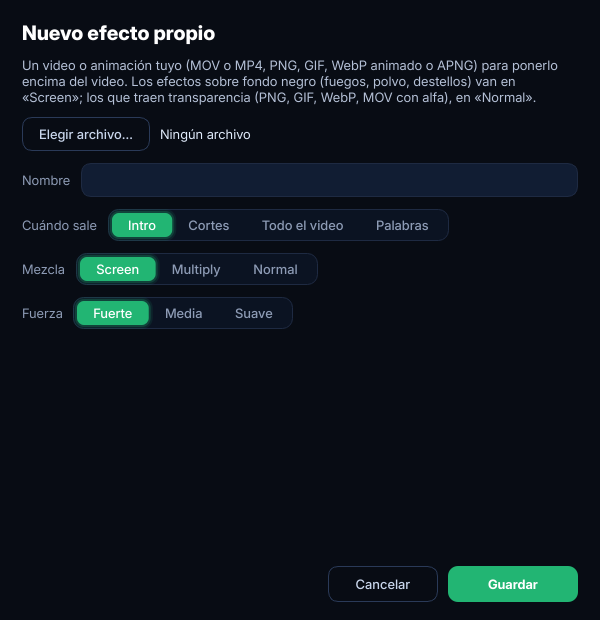 Nuevo efecto propio
Un video o animación tuyo (MOV o MP4, PNG, GIF, WebP animado o APNG) para ponerlo
encima del video. Los efectos sobre fondo negro (fuegos, polvo, destellos) van en
«Screen»; los que traen transparencia (PNG, GIF, WebP, MOV con alfa), en «Normal».
Elegir archivo... Ningún archivo
Nombre
Cuándo sale Intro Cortes Todo el video Palabras
Mezcla Screen Multiply Normal
Fuerza Fuerte Media Suave
Cancelar Guardar